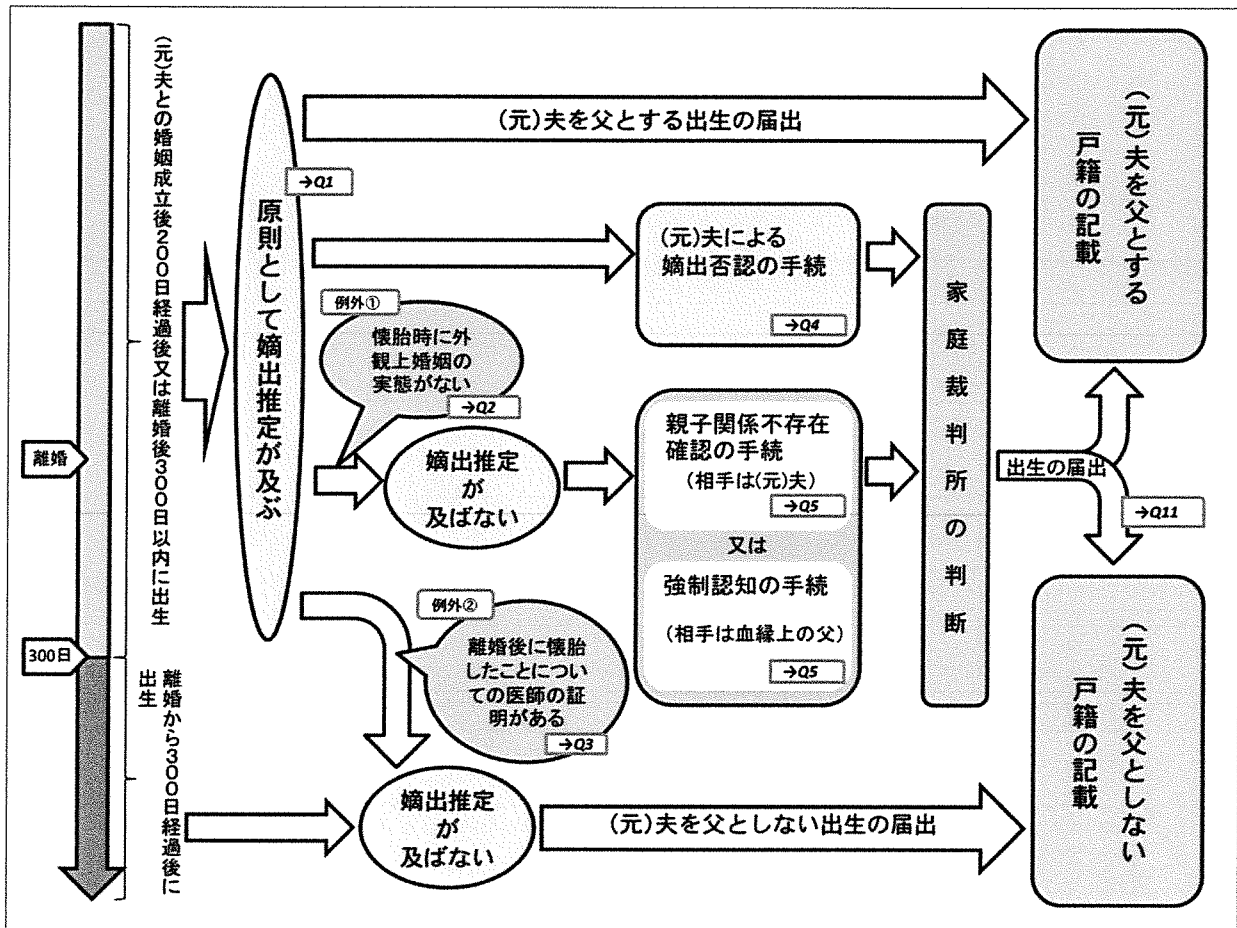 (元)夫との婚姻成立後200日経過後又は離婚後300日以内に出生
離婚
300日
離婚から300日経過後に
出生
原則として嫡出推定が及ぶ
→Q1
(元)夫を父とする出生の届出
(元)夫を父とする
戸籍の記載
(元)夫による
嫡出否認の手続
→Q4
例外①
懐胎時に外
観上婚姻の
実態がない
→Q2
嫡出推定
が
及ばない
親子関係不存在
確認の手続
(相手は(元)夫)
→Q5
又は
強制認知の手続
(相手は血縁上の父)
→Q5
家庭裁判所の判断
出生の届出
→Q11
例外②
離婚後に懐胎
したことについ
ての医師の証
明がある
→Q3
嫡出推定
が
及ばない
(元)夫を父としない出生の届出
(元)夫を父としない
戸籍の記載